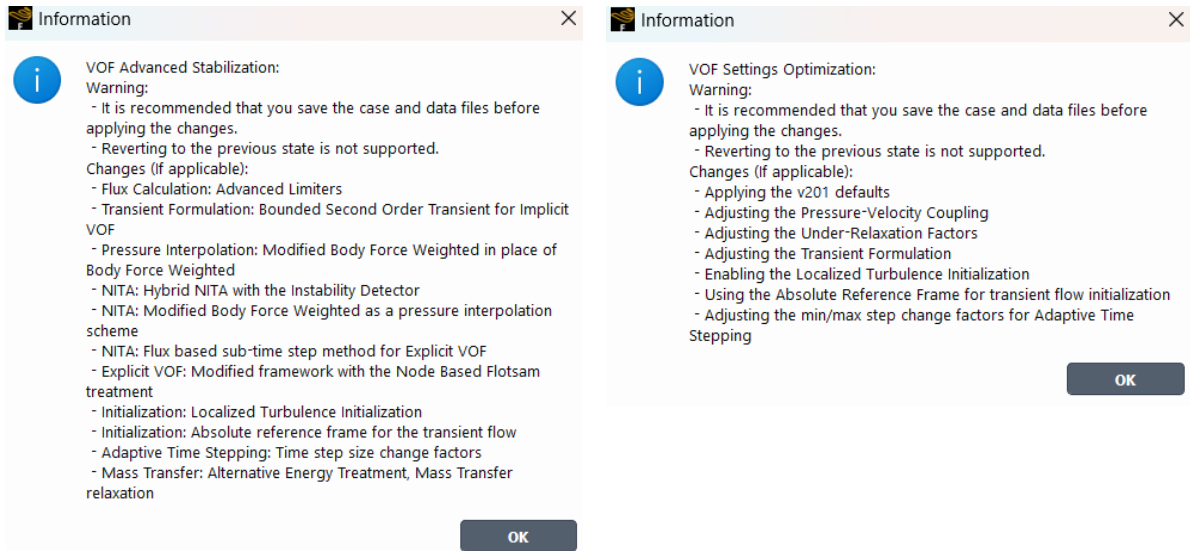 Information
VOF Advanced Stabilization:
Warning:
- It is recommended that you save the case and data files before
applying the changes.
- Reverting to the previous state is not supported.
Changes (If applicable):
- Flux Calculation: Advanced Limiters
- Transient Formulation: Bounded Second Order Transient for Implicit
VOF
- Pressure Interpolation: Modified Body Force Weighted in place of
Body Force Weighted
- NITA: Hybrid NITA with the Instability Detector
- NITA: Modified Body Force Weighted as a pressure interpolation
scheme
- NITA: Flux based sub-time step method for Explicit VOF
- Explicit VOF: Modified framework with the Node Based Flotsam
treatment
- Initialization: Localized Turbulence Initialization
- Initialization: Absolute reference frame for the transient flow
- Adaptive Time Stepping: Time step size change factors
- Mass Transfer: Alternative Energy Treatment, Mass Transfer
relaxation
OK
Information
VOF Settings Optimization:
Warning:
- It is recommended that you save the case and data files before
applying the changes.
- Reverting to the previous state is not supported.
Changes (If applicable):
- Applying the v201 defaults
- Adjusting the Pressure-Velocity Coupling
- Adjusting the Under-Relaxation Factors
- Adjusting the Transient Formulation
- Enabling the Localized Turbulence Initialization
- Using the Absolute Reference Frame for transient flow initialization
- Adjusting the min/max step change factors for Adaptive Time
Stepping
OK